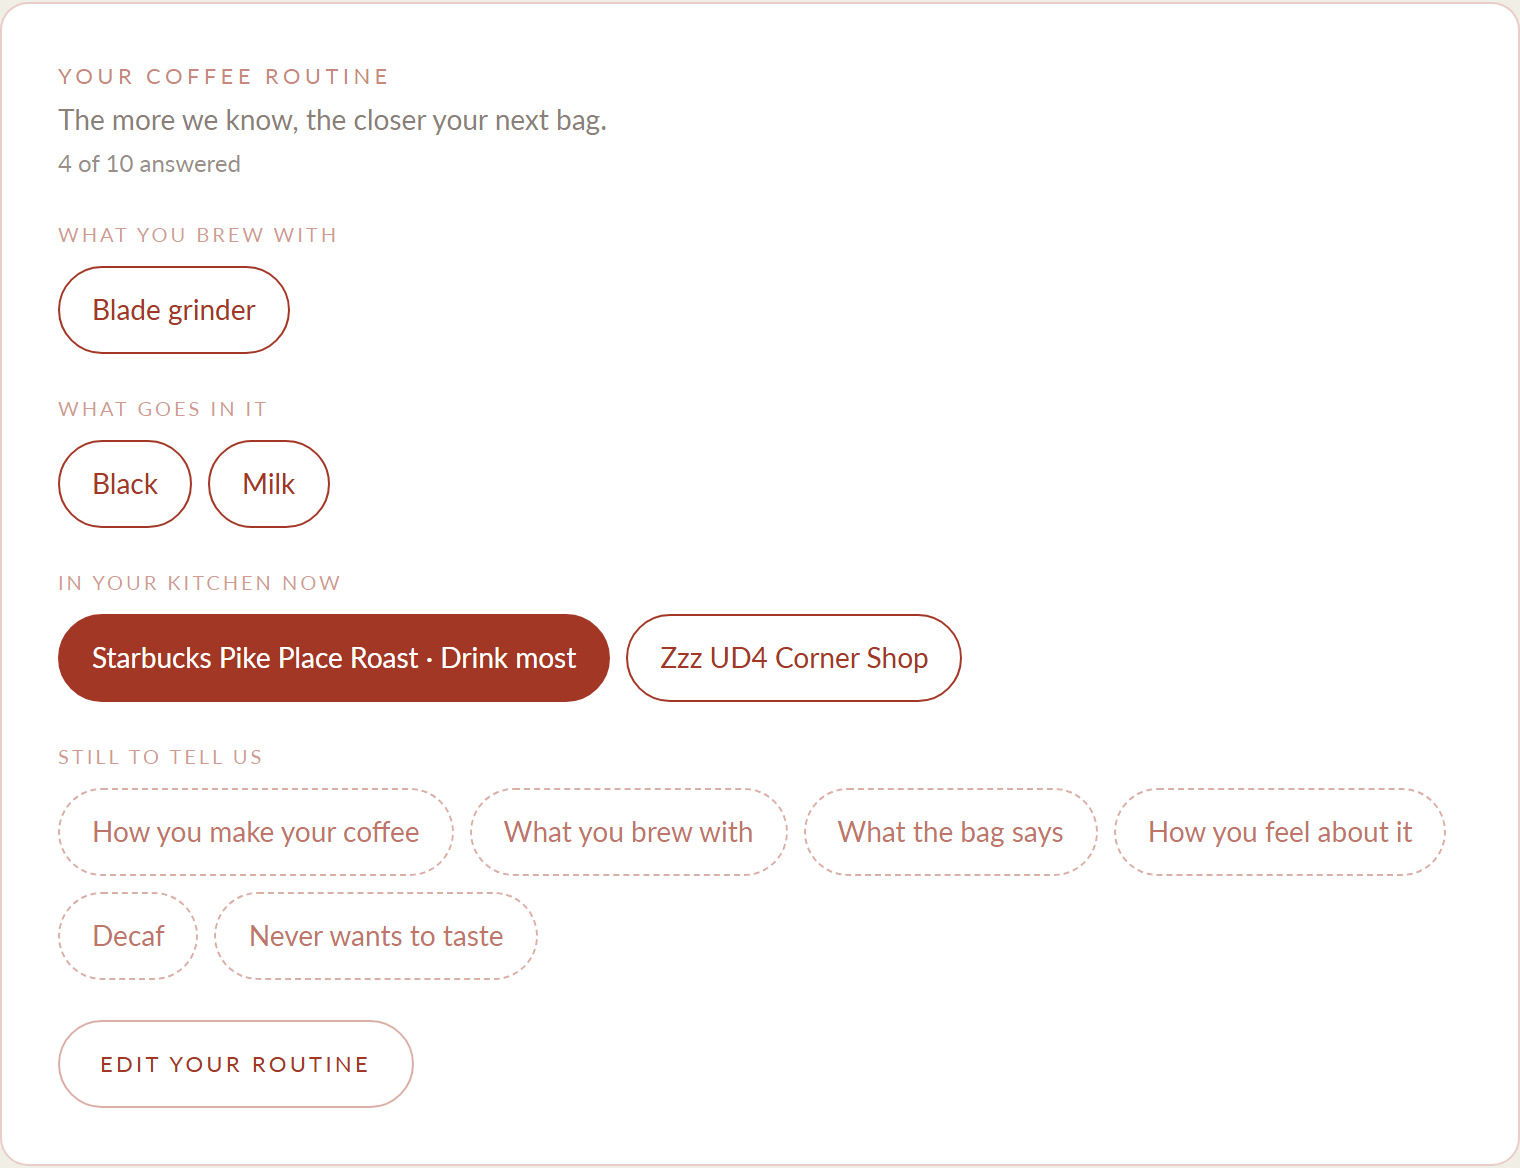 YOUR COFFEE ROUTINE
The more we know, the closer your next bag.
4 of 10 answered
WHAT YOU BREW WITH
Blade grinder
WHAT GOES IN IT
Black Milk
IN YOUR KITCHEN NOW
Starbucks Pike Place Roast · Drink most Zzz UD4 Corner Shop
STILL TO TELL US
How you make your coffee What you brew with What the bag says How you feel about it
Decaf Never wants to taste
EDIT YOUR ROUTINE